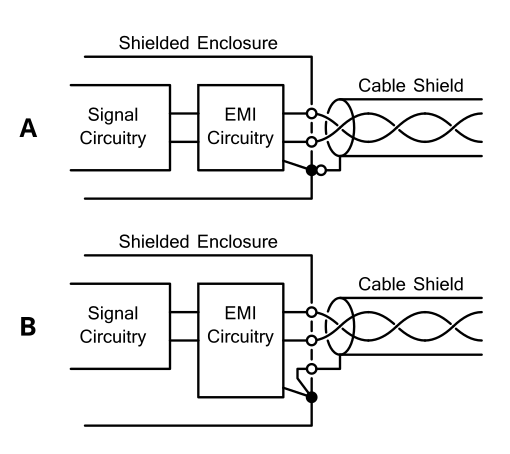 Shielded Enclosure
Cable Shield
A
Signal
Circuitry
EMI
Circuitry
Shielded Enclosure
Cable Shield
B
Signal
Circuitry
EMI
Circuitry